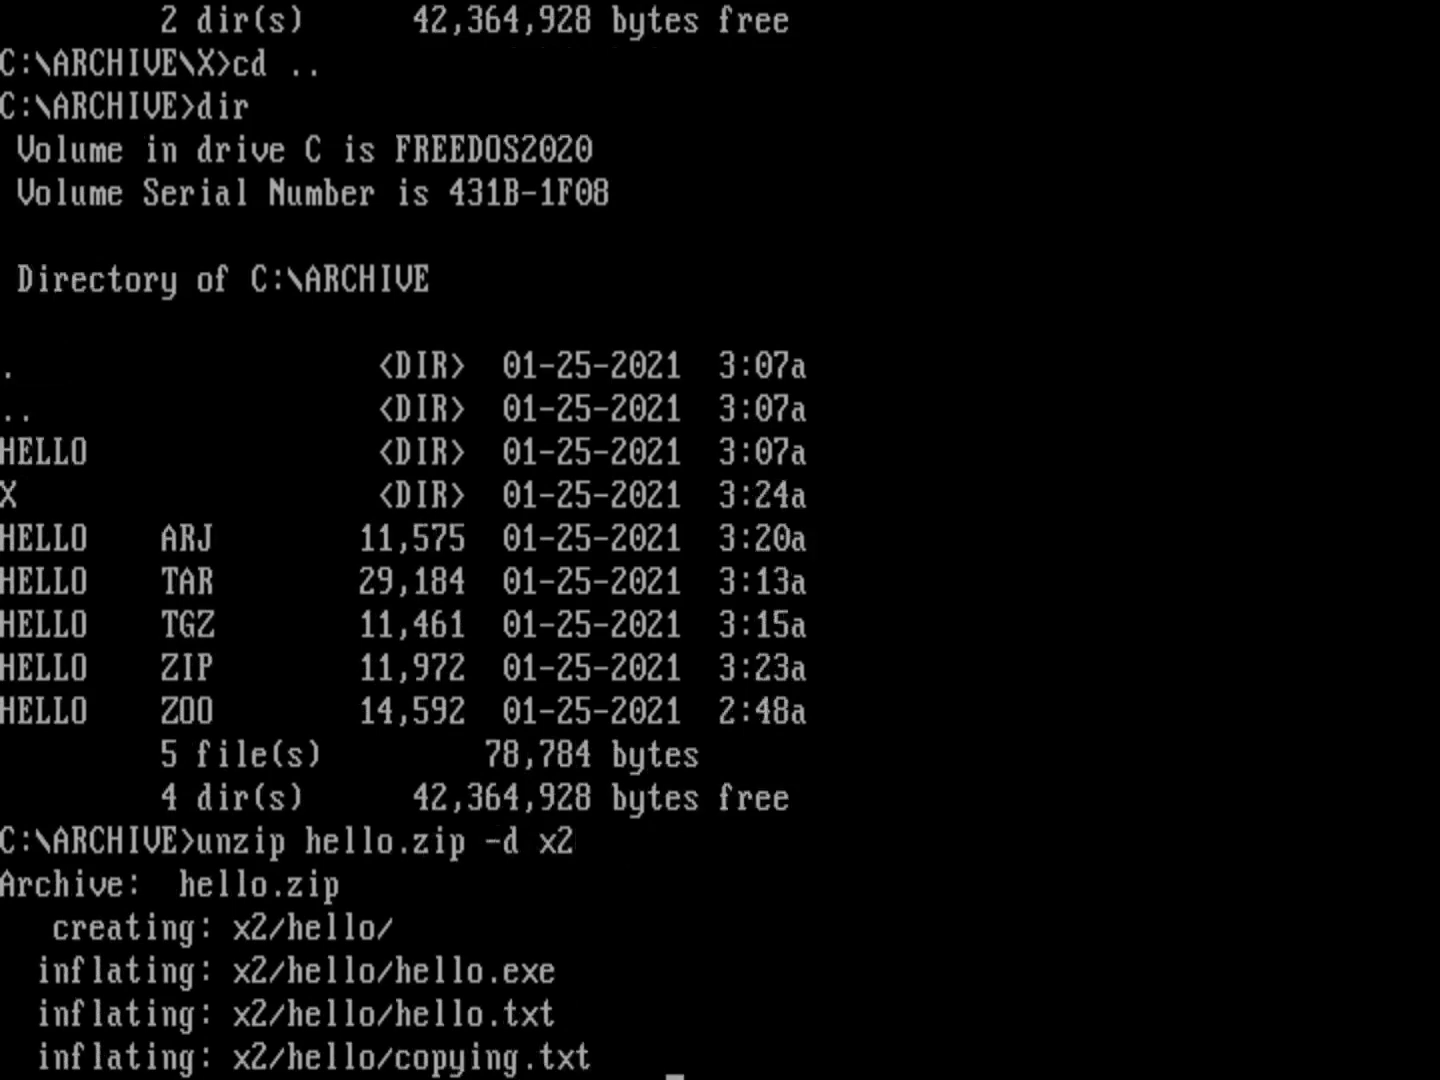 2 dir(s) 42,364,928 bytes free
C:\ARCHIVE\X>cd ..
C:\ARCHIVE>dir
Volume in drive C is FREEDOS2020
Volume Serial Number is 431B-1F08
Directory of C:\ARCHIVE
. <DIR> 01-25-2021 3:07a
.. <DIR> 01-25-2021 3:07a
HELLO <DIR> 01-25-2021 3:07a
X <DIR> 01-25-2021 3:24a
HELLO ARJ 11,575 01-25-2021 3:20a
HELLO TAR 29,184 01-25-2021 3:13a
HELLO TGZ 11,461 01-25-2021 3:15a
HELLO ZIP 11,972 01-25-2021 3:23a
HELLO ZOO 14,592 01-25-2021 2:48a
5 file(s) 78,784 bytes
4 dir(s) 42,364,928 bytes free
C:\ARCHIVE>unzip hello.zip -d x2
Archive: hello.zip
creating: x2/hello/
inflating: x2/hello/hello.exe
inflating: x2/hello/hello.txt
inflating: x2/hello/copying.txt